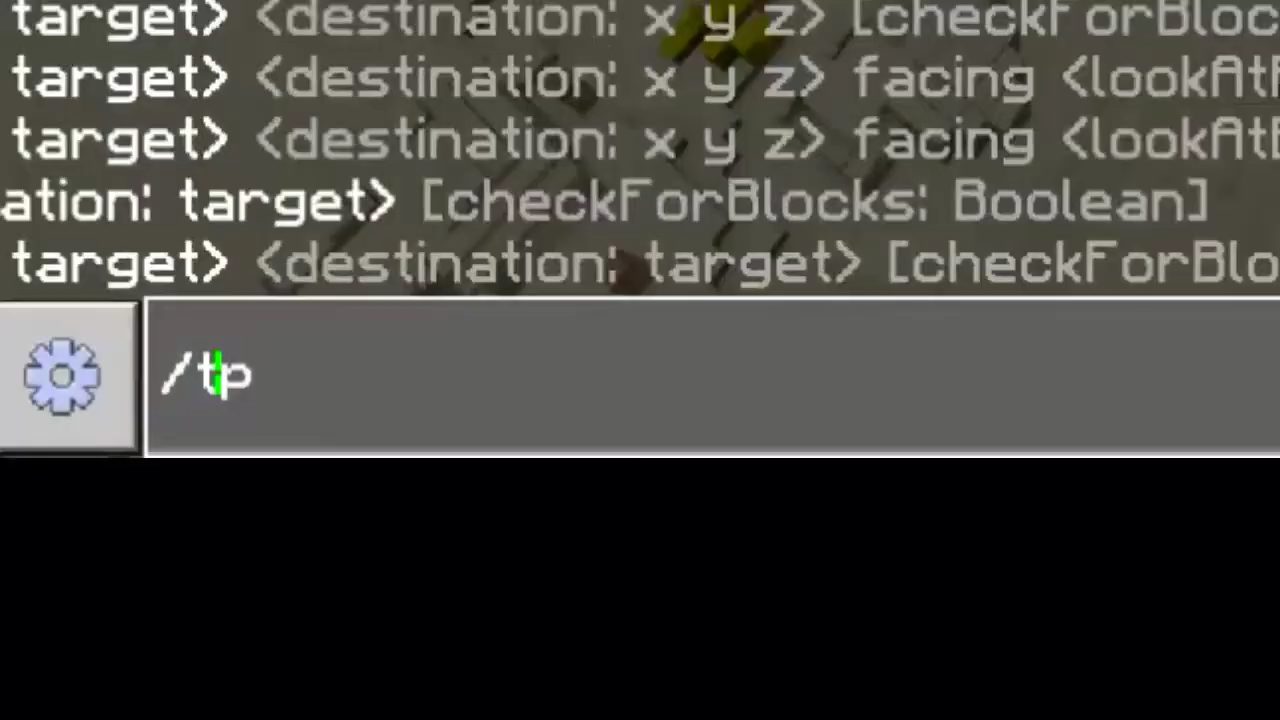 target> <destination: x y z> [checkForBloc
target> <destination: x y z> facing <lookAt
target> <destination: x y z> facing <lookAt
ation: target> [checkForBlocks: Boolean]
target> <destination: target> [checkForBlo
/tp